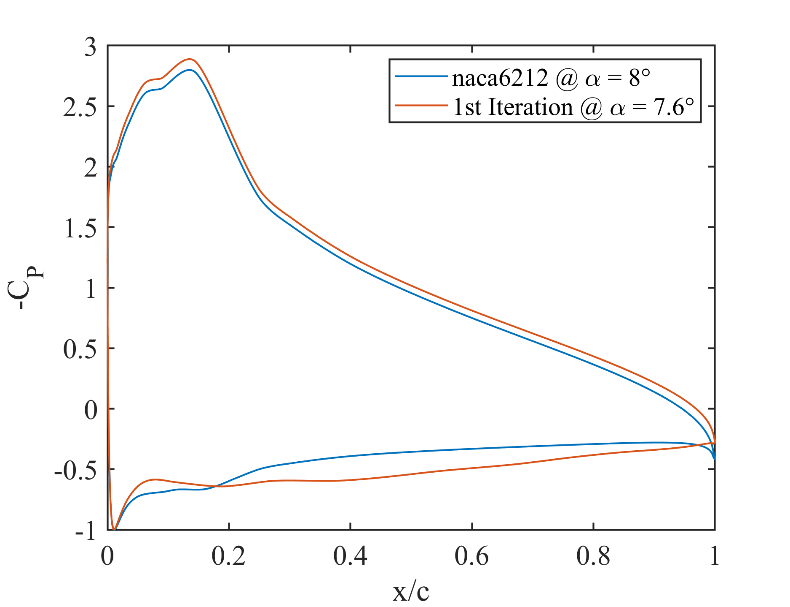 3
2.5
2
1.5
1
0.5
0
-0.5
-1
-C_P
naca6212 @ α = 8°
1st Iteration @ α = 7.6°
0 0.2 0.4 0.6 0.8 1
x/c